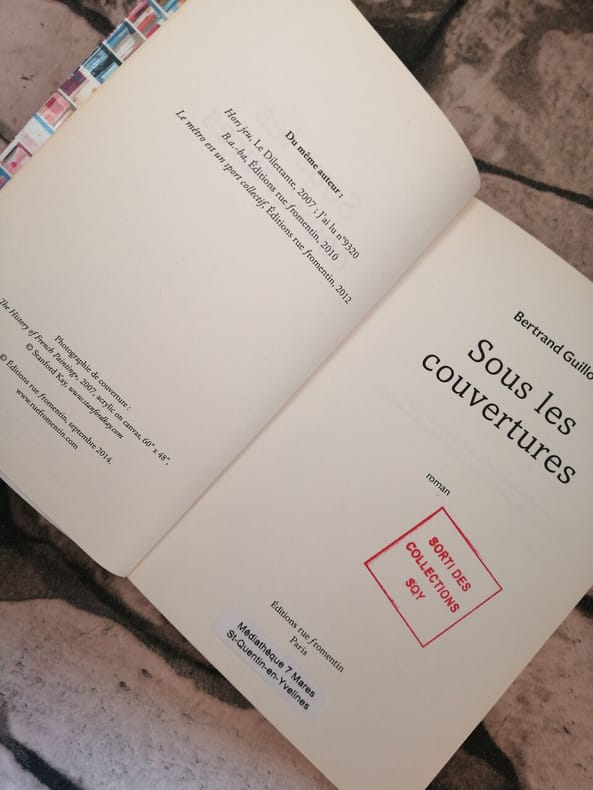 Du même auteur :
Hors jeu, Le Dilettante, 2007 ; J'ai lu n°9320
B.a.-ba, Éditions rue fromentin, 2010
Le métro est un sport collectif, Éditions rue fromentin, 2012
Photographie de couverture :
The History of French Painting», 2007, acrylic on canvas, 60" x 48",
© Stanford Kay, www.stanfordkay.com
© Éditions rue fromentin, septembre 2014.
www.ruefromentin.com
Bertrand Guillo
Sous les
couvertures
roman
SORTI DES
COLLECTIONS
SQY
Éditions rue fromentin
Paris
Médiathèque 7 Mares
St-Quentin-en-Yvelines